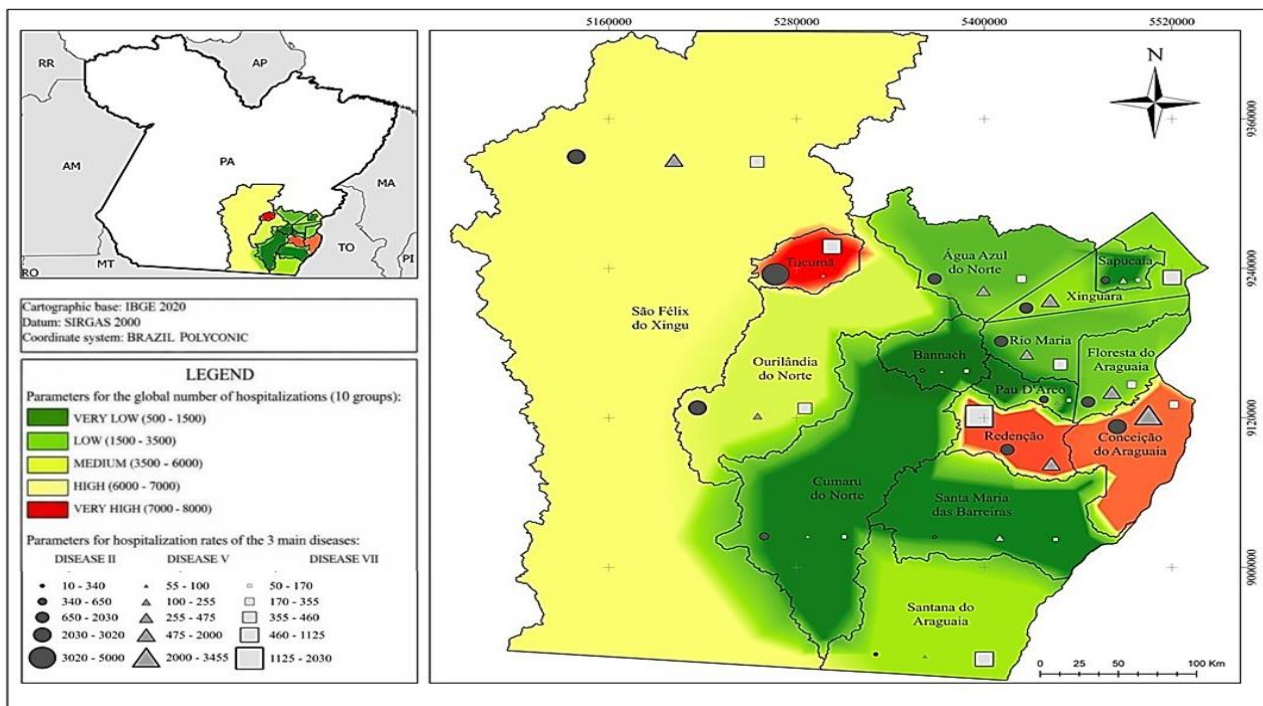 5160000 5280000 5400000 5520000
RR
AP
AM
PA
MA
MT
TO
PI
RO
Cartographic base: IBGE 2020
Datum: SIRGAS 2000
Coordinate system: BRAZIL POLYCONIC
LEGEND
Parameters for the global number of hospitalizations (10 groups):
VERY LOW (500 - 1500)
LOW (1500 - 3500)
MEDIUM (3500 - 6000)
HIGH (6000 - 7000)
VERY HIGH (7000 - 8000)
Parameters for hospitalization rates of the 3 main diseases:
DISEASE II DISEASE V DISEASE VII
10 - 340 55 - 100 50 - 170
340 - 650 100 - 255 170 - 355
650 - 2030 255 - 475 355 - 460
2030 - 3020 475 - 2000 460 - 1125
3020 - 5000 2000 - 3455 1125 - 2030
N
9360000
9240000
9120000
9000000
Tucumã
Água Azul
do Norte
Sapucaía
Xinguara
São Félix
do Xingu
Rio Maria
Bannach
Floresta do
Araguaia
Ourilândia
do Norte
Pau D'Arco
Redenção
Conceição
do Araguaia
Cumaru
do Norte
Santa Maria
das Barreiras
Santana do
Araguaia
0 25 50 100 Km